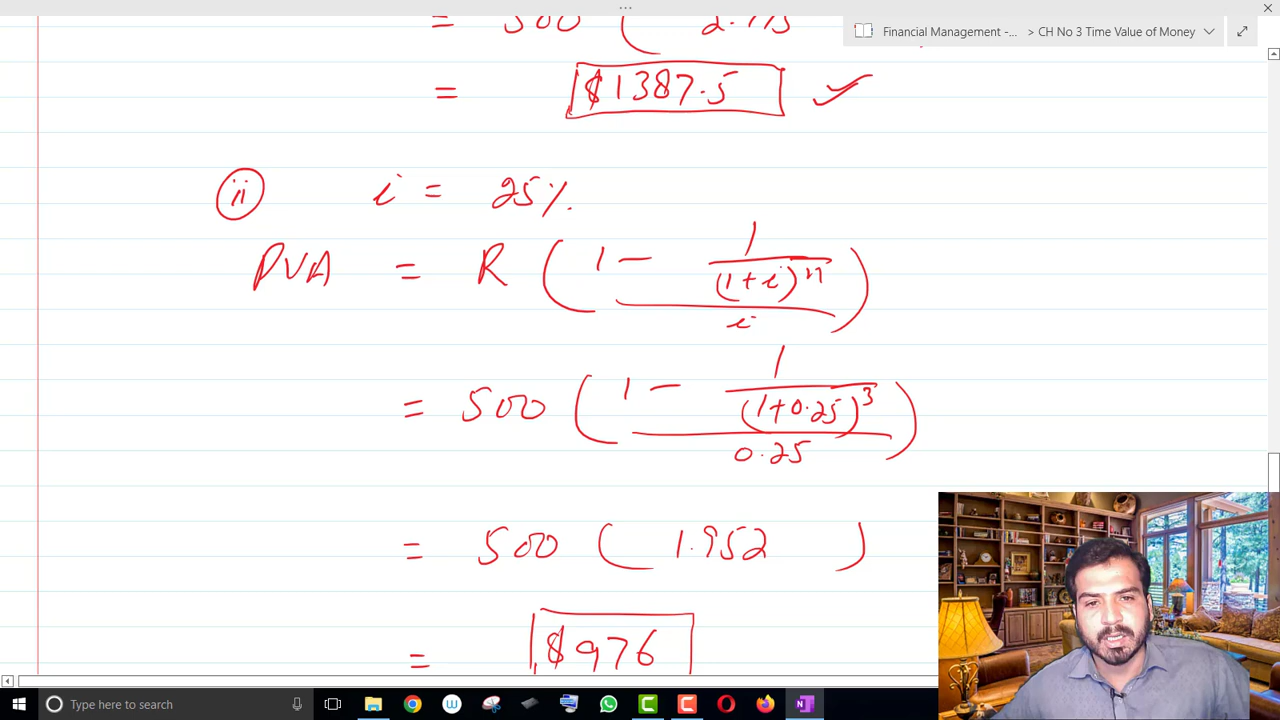 Financial Management -... > CH No 3 Time Value of Money
= 500 (
= $1387.5 ✓
ii i = 25%
PVA = R ( 1 - 1/(1+i)^n / i )
= 500 ( 1 - 1/(1+0.25)^3 / 0.25 )
= 500 ( 1.952 )
= $976
Type here to search